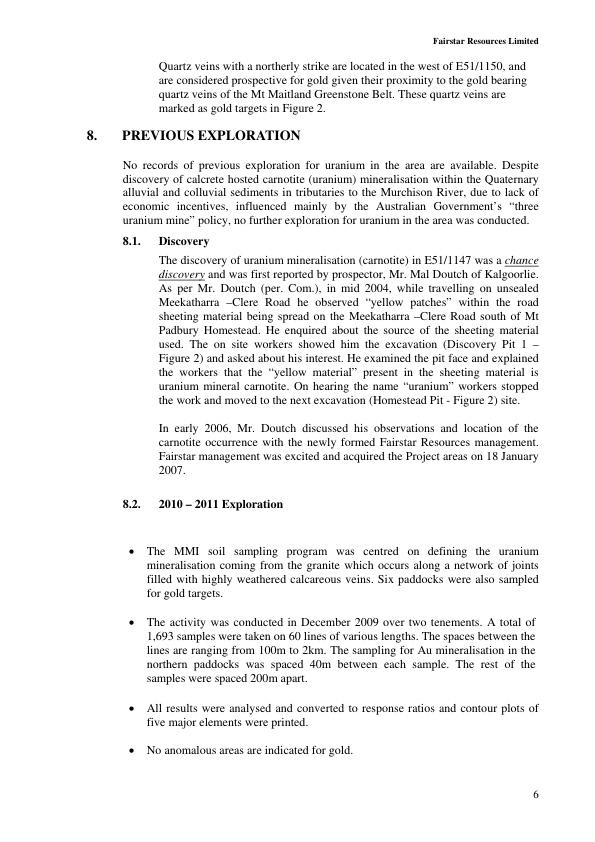 Fairstar Resources Limited
Quartz veins with a northerly strike are located in the west of E51/1150, and
are considered prospective for gold given their proximity to the gold bearing
quartz veins of the Mt Maitland Greenstone Belt. These quartz veins are
marked as gold targets in Figure 2.
8. PREVIOUS EXPLORATION
No records of previous exploration for uranium in the area are available. Despite
discovery of calcrete hosted carnotite (uranium) mineralisation within the Quaternary
alluvial and colluvial sediments in tributaries to the Murchison River, due to lack of
economic incentives, influenced mainly by the Australian Government's “three
uranium mine” policy, no further exploration for uranium in the area was conducted.
8.1. Discovery
The discovery of uranium mineralisation (carnotite) in E51/1147 was a chance
discovery and was first reported by prospector, Mr. Mal Doutch of Kalgoorlie.
As per Mr. Doutch (per. Com.), in mid 2004, while travelling on unsealed
Meekatharra –Clere Road he observed “yellow patches” within the road
sheeting material being spread on the Meekatharra –Clere Road south of Mt
Padbury Homestead. He enquired about the source of the sheeting material
used. The on site workers showed him the excavation (Discovery Pit 1 –
Figure 2) and asked about his interest. He examined the pit face and explained
the workers that the “yellow material” present in the sheeting material is
uranium mineral carnotite. On hearing the name “uranium” workers stopped
the work and moved to the next excavation (Homestead Pit - Figure 2) site.
In early 2006, Mr. Doutch discussed his observations and location of the
carnotite occurrence with the newly formed Fairstar Resources management.
Fairstar management was excited and acquired the Project areas on 18 January
2007.
8.2. 2010 – 2011 Exploration
• The MMI soil sampling program was centred on defining the uranium
mineralisation coming from the granite which occurs along a network of joints
filled with highly weathered calcareous veins. Six paddocks were also sampled
for gold targets.
• The activity was conducted in December 2009 over two tenements. A total of
1,693 samples were taken on 60 lines of various lengths. The spaces between the
lines are ranging from 100m to 2km. The sampling for Au mineralisation in the
northern paddocks was spaced 40m between each sample. The rest of the
samples were spaced 200m apart.
• All results were analysed and converted to response ratios and contour plots of
five major elements were printed.
• No anomalous areas are indicated for gold.
6